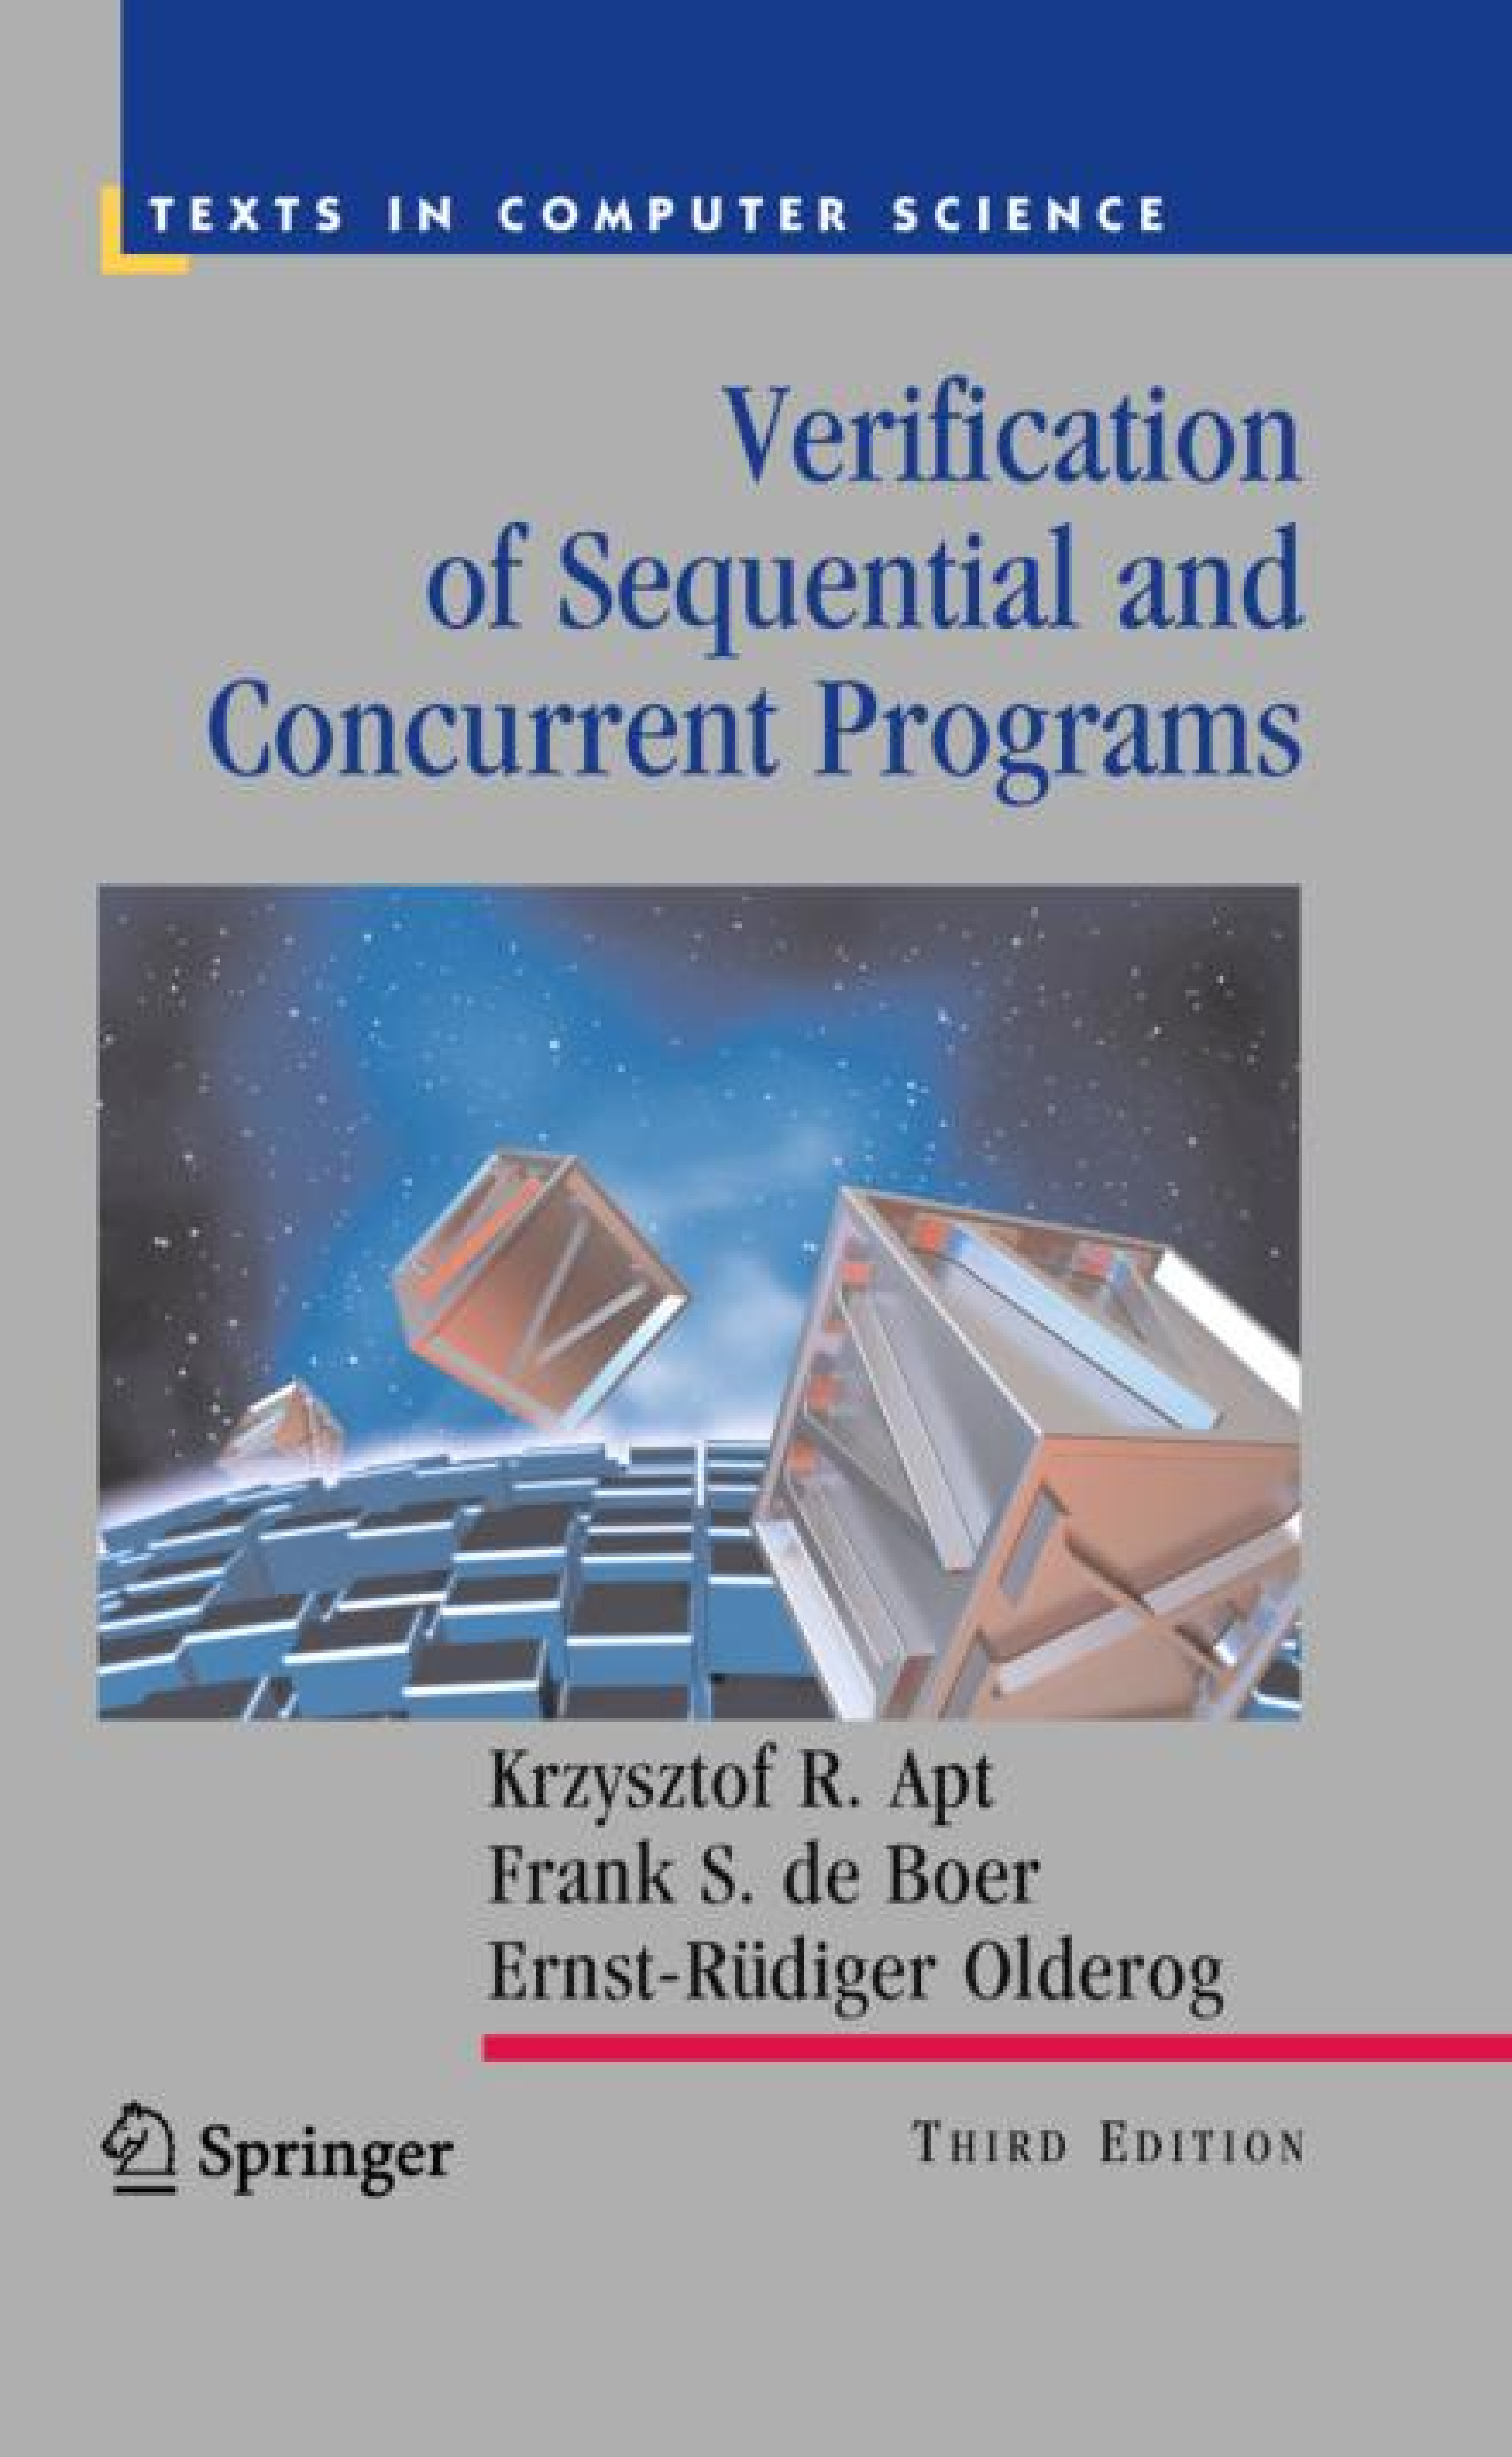 TEXTS IN COMPUTER SCIENCE
Verification
of Sequential and
Concurrent Programs
Krzysztof R. Apt
Frank S. de Boer
Ernst-Rüdiger Olderog
Springer
THIRD EDITION